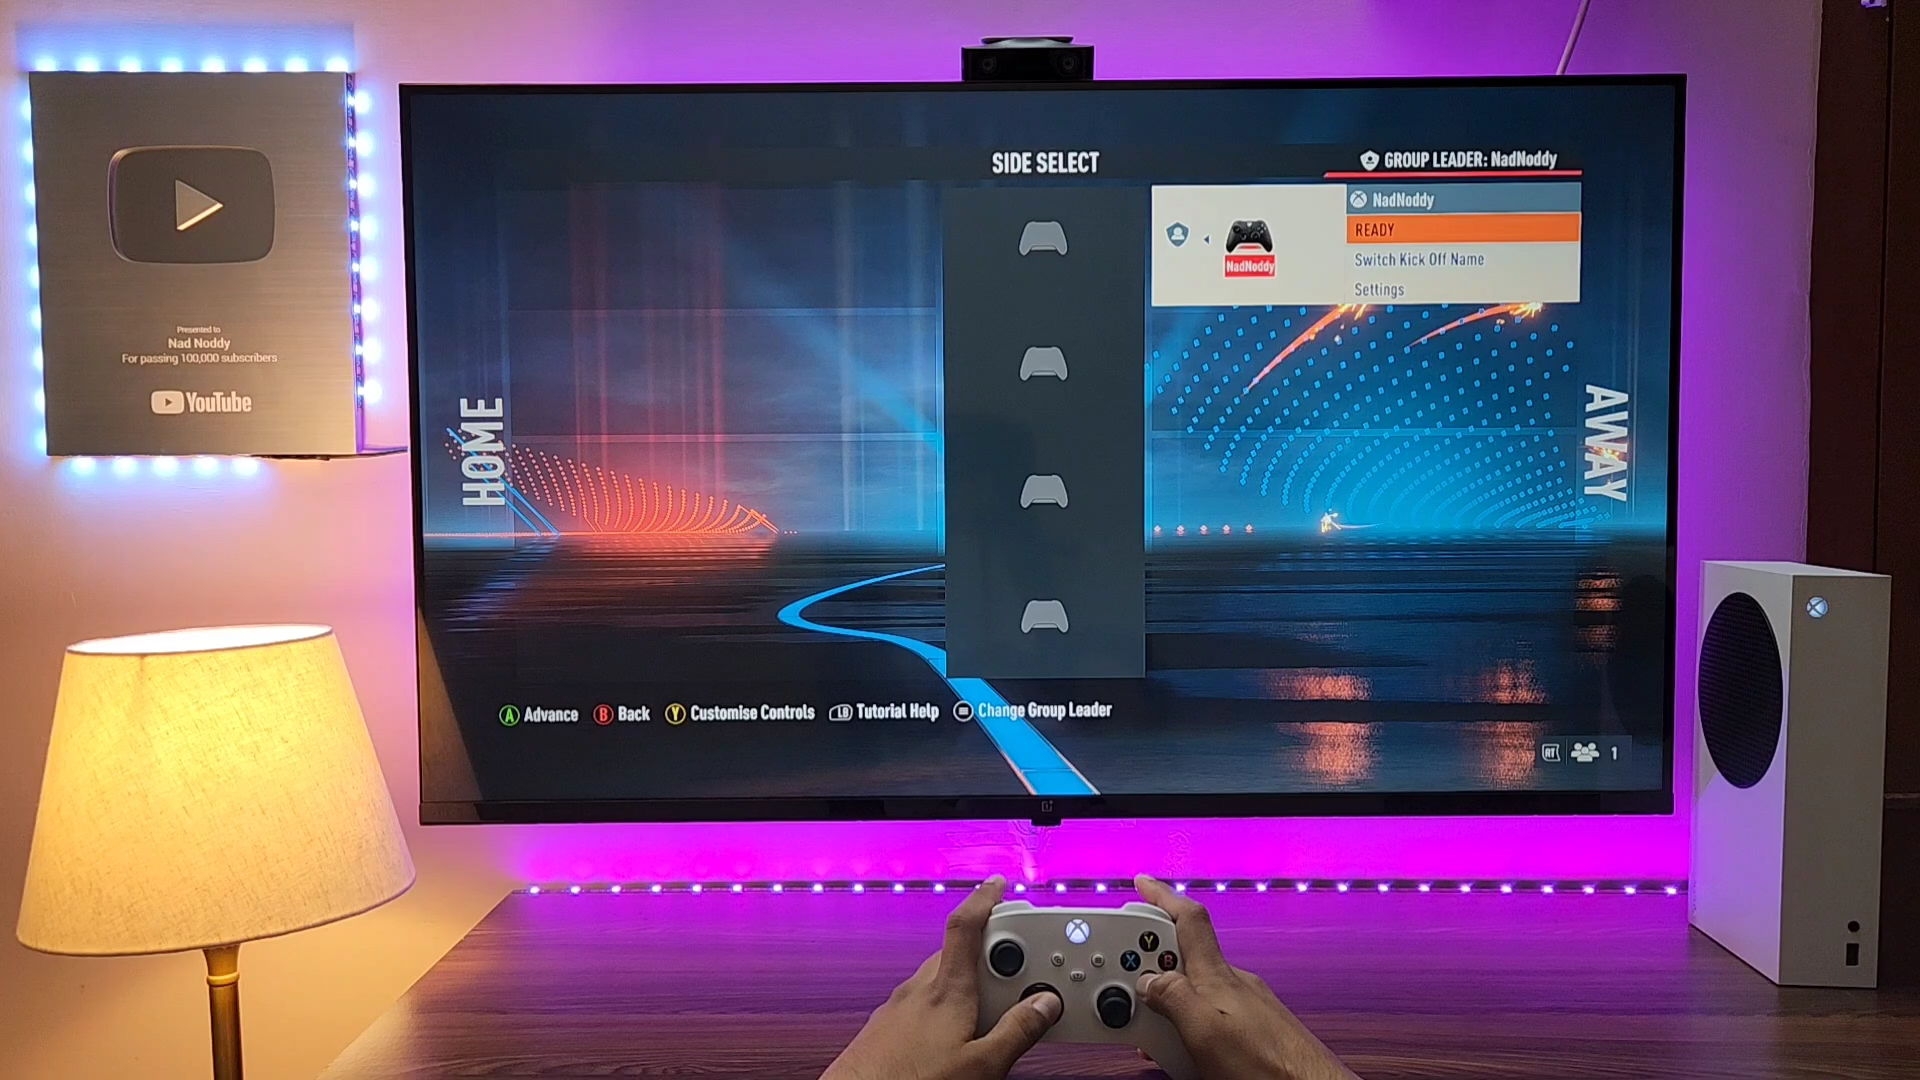 Presented to
Nad Noddy
For passing 100,000 subscribers
YouTube
SIDE SELECT
GROUP LEADER: NadNoddy
NadNoddy
READY
Switch Kick Off Name
Settings
NadNoddy
HOME
AWAY
A Advance B Back Y Customise Controls LB Tutorial Help Change Group Leader
RT 1
Y
X B